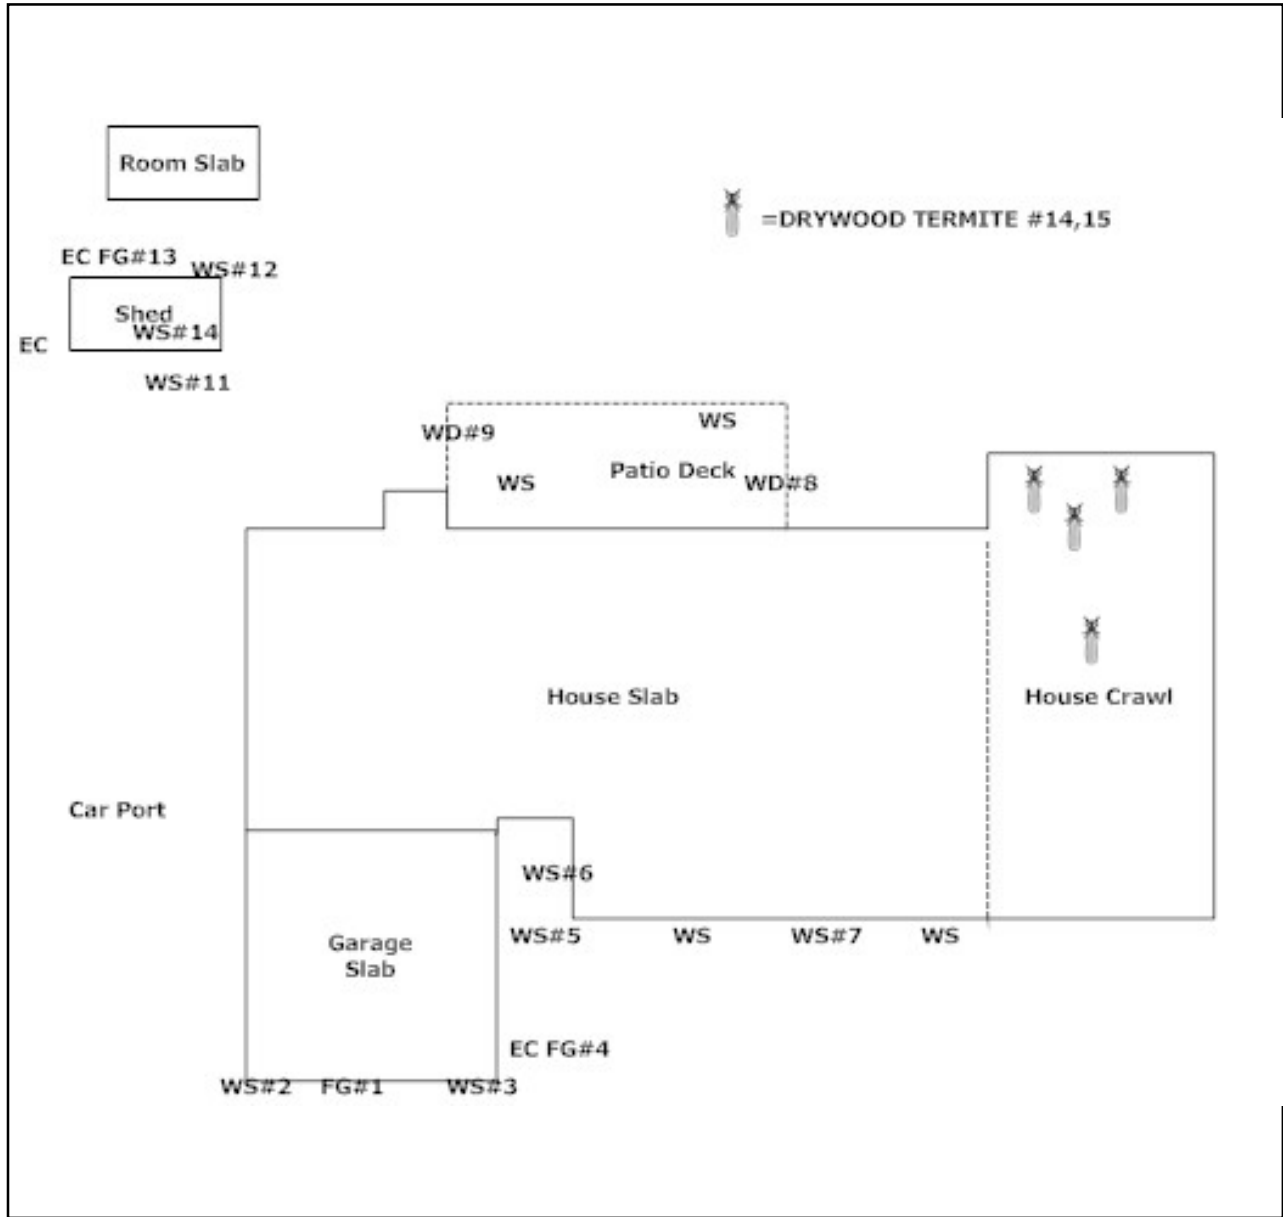 Room Slab
=DRYWOOD TERMITE #14,15
EC FG#13
WS#12
Shed
WS#14
EC
WS#11
WS
WD#9
Patio Deck
WS
WD#8
House Slab
House Crawl
Car Port
WS#6
WS#5
WS
WS#7
WS
Garage
Slab
EC FG#4
WS#2
FG#1
WS#3